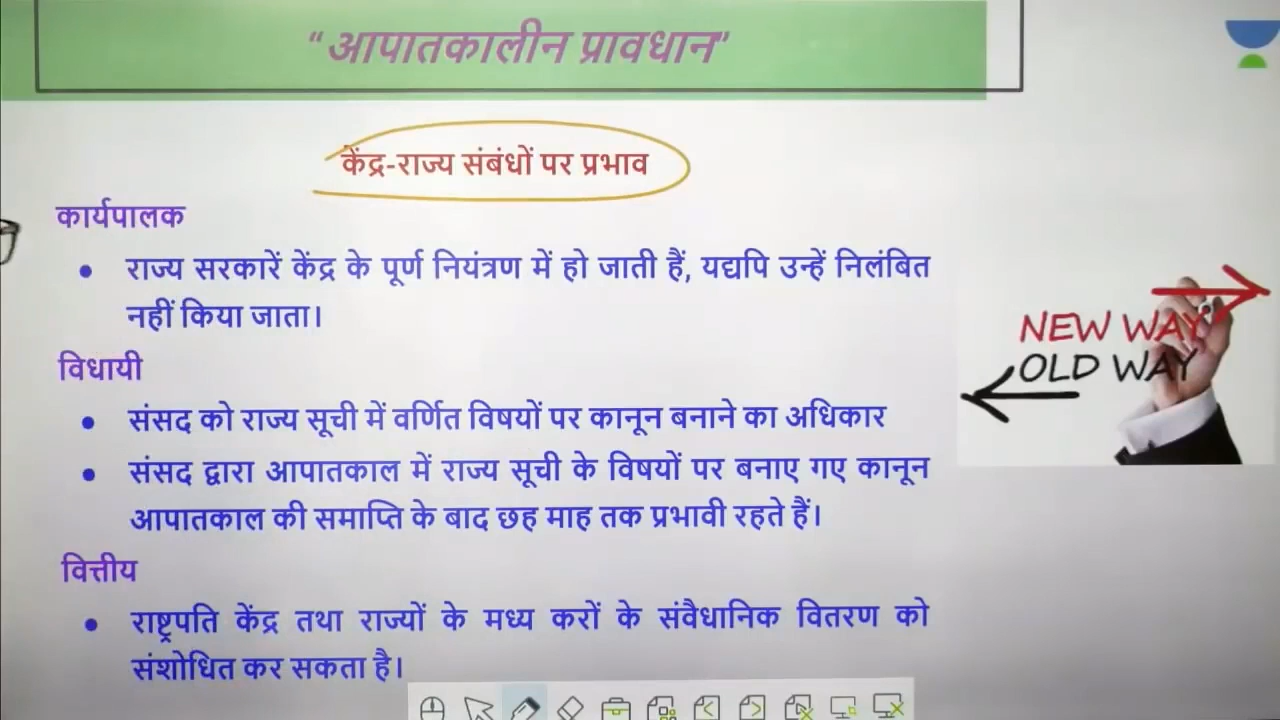 “आपातकालीन प्रावधान”
केंद्र-राज्य संबंधों पर प्रभाव
कार्यपालक
राज्य सरकारें केंद्र के पूर्ण नियंत्रण में हो जाती हैं, यद्यपि उन्हें निलंबित
नहीं किया जाता।
विधायी
संसद को राज्य सूची में वर्णित विषयों पर कानून बनाने का अधिकार
संसद द्वारा आपातकाल में राज्य सूची के विषयों पर बनाए गए कानून
आपातकाल की समाप्ति के बाद छह माह तक प्रभावी रहते हैं।
वित्तीय
राष्ट्रपति केंद्र तथा राज्यों के मध्य करों के संवैधानिक वितरण को
संशोधित कर सकता है।
NEW WAY
OLD WAY